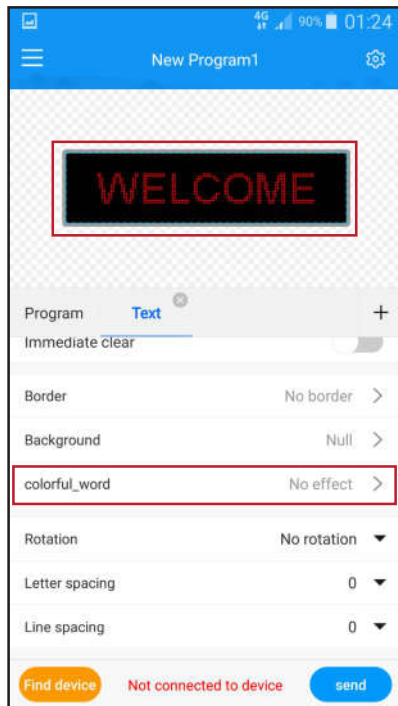 4G 90% 01:24
New Program1
WELCOME
Program Text +
Immediate clear
Border No border >
Background Null >
colorful_word No effect >
Rotation No rotation
Letter spacing 0
Line spacing 0
Find device Not connected to device send